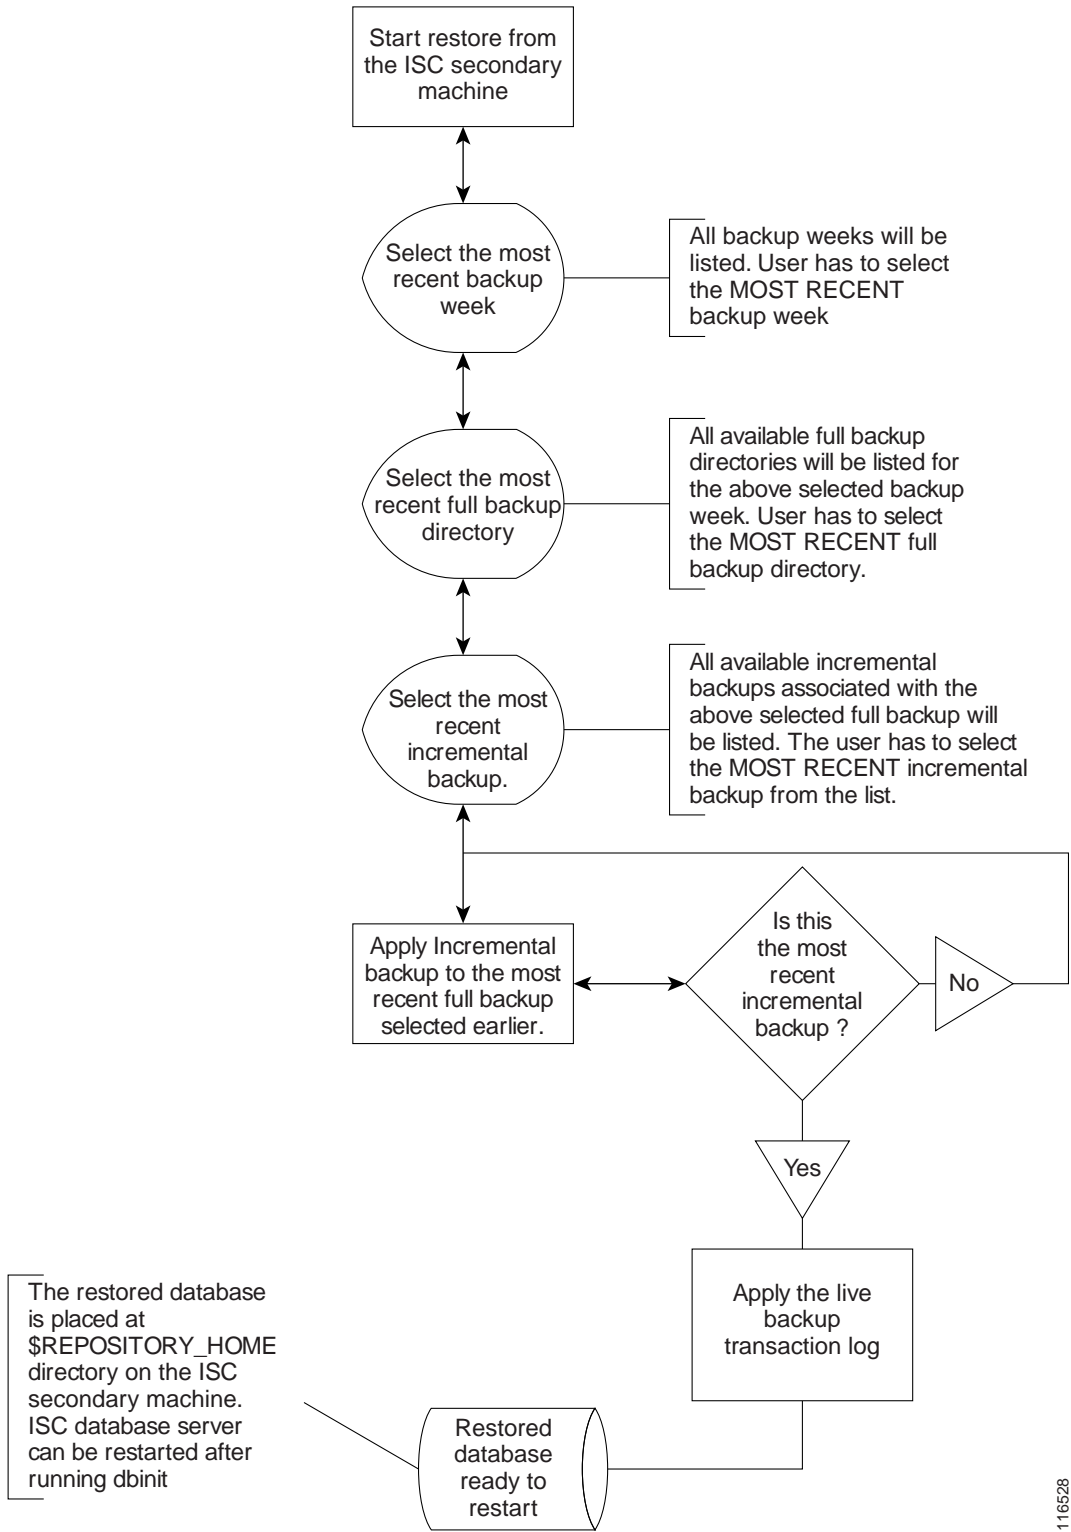 Start restore from
the ISC secondary
machine
Select the most
recent backup
week
All backup weeks will be
listed. User has to select
the MOST RECENT
backup week
Select the most
recent full backup
directory
All available full backup
directories will be listed for
the above selected backup
week. User has to select
the MOST RECENT full
backup directory.
Select the most
recent
incremental
backup.
All available incremental
backups associated with the
above selected full backup will
be listed. The user has to select
the MOST RECENT incremental
backup from the list.
Apply Incremental
backup to the most
recent full backup
selected earlier.
Is this
the most
recent
incremental
backup ?
No
Yes
Apply the live
backup
transaction log
The restored database
is placed at
$REPOSITORY_HOME
directory on the ISC
secondary machine.
ISC database server
can be restarted after
running dbinit
Restored
database
ready to
restart
116528